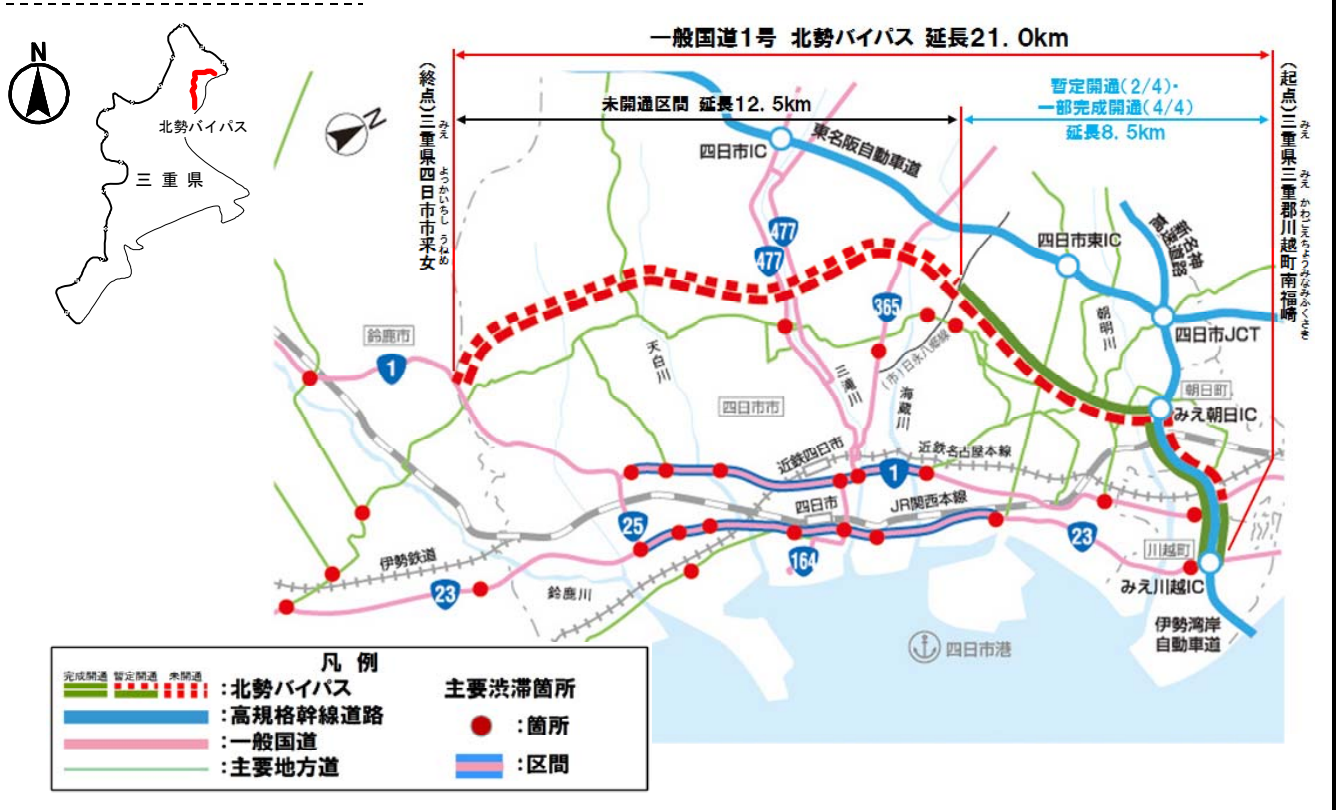 一般国道1号 北勢バイパス 延長21.0km
N
北勢バイパス
三重県
(終点)三重県四日市市釆女
みえ よっかいちし うねめ
未開通区間 延長12.5km
暫定開通(2/4)・
一部完成開通(4/4)
延長8.5km
(起点)三重県三重郡川越町南福崎
みえ みえ かわごえちょうみなみふくさき
N
四日市IC
東名阪自動車道
477
477
四日市東IC
新名神
高速道路
365
朝明川
四日市JCT
鈴鹿市
1
天白川
三滝川
(市)日永八郷線
海蔵川
四日市市
朝日町
みえ朝日IC
近鉄四日市
近鉄名古屋本線
1
四日市
JR関西本線
25
23
164
伊勢鉄道
23
鈴鹿川
川越町
みえ川越IC
伊勢湾岸
自動車道
四日市港
凡例
完成開通 暫定開通 未開通
:北勢バイパス
:高規格幹線道路
:一般国道
:主要地方道
主要渋滞箇所
:箇所
:区間